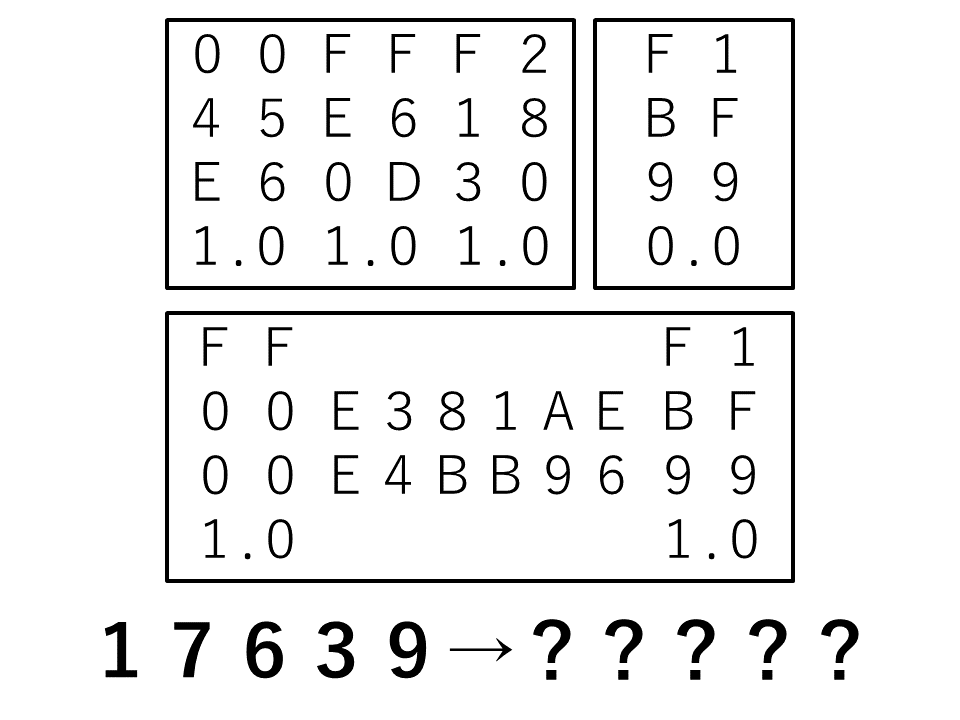 0 0 F F F 2
4 5 E 6 1 8
E 6 0 D 3 0
1.0 1.0 1.0
F 1
B F
9 9
0.0
F F F 1
0 0 E 3 8 1 A E B F
0 0 E 4 B B 9 6 9 9
1.0 1.0
1 7 6 3 9 → ? ? ? ? ?